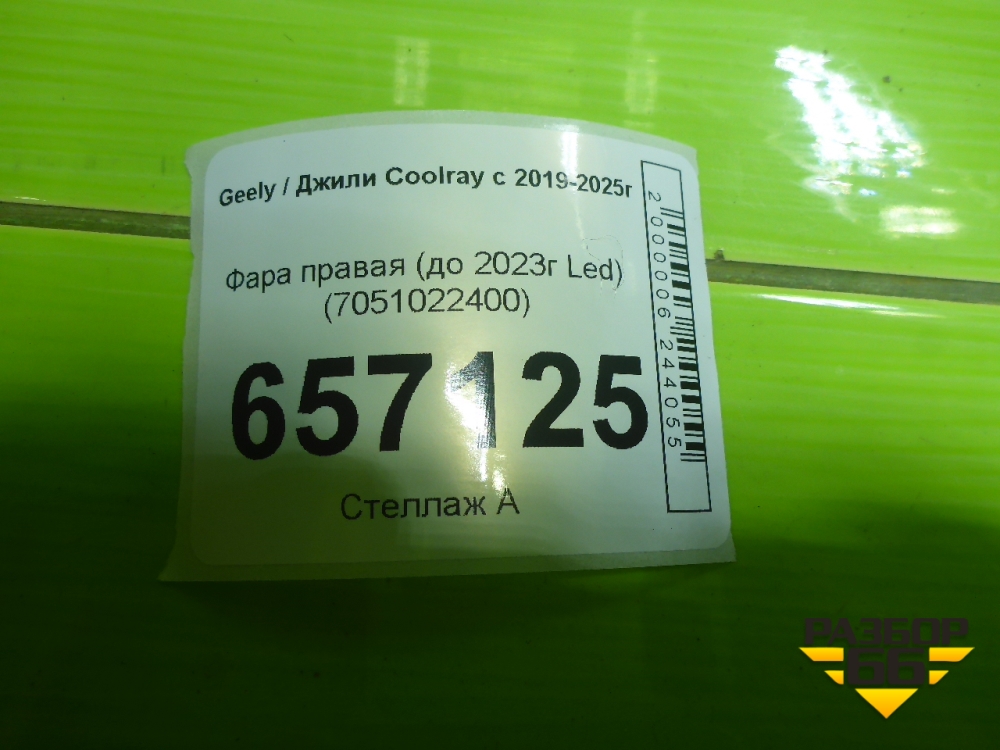 Geely / Джили Coolray с 2019-2025г
Фара правая (до 2023г Led)
(7051022400)
657125
Стеллаж А
2000006244055
РАЗБОР
66